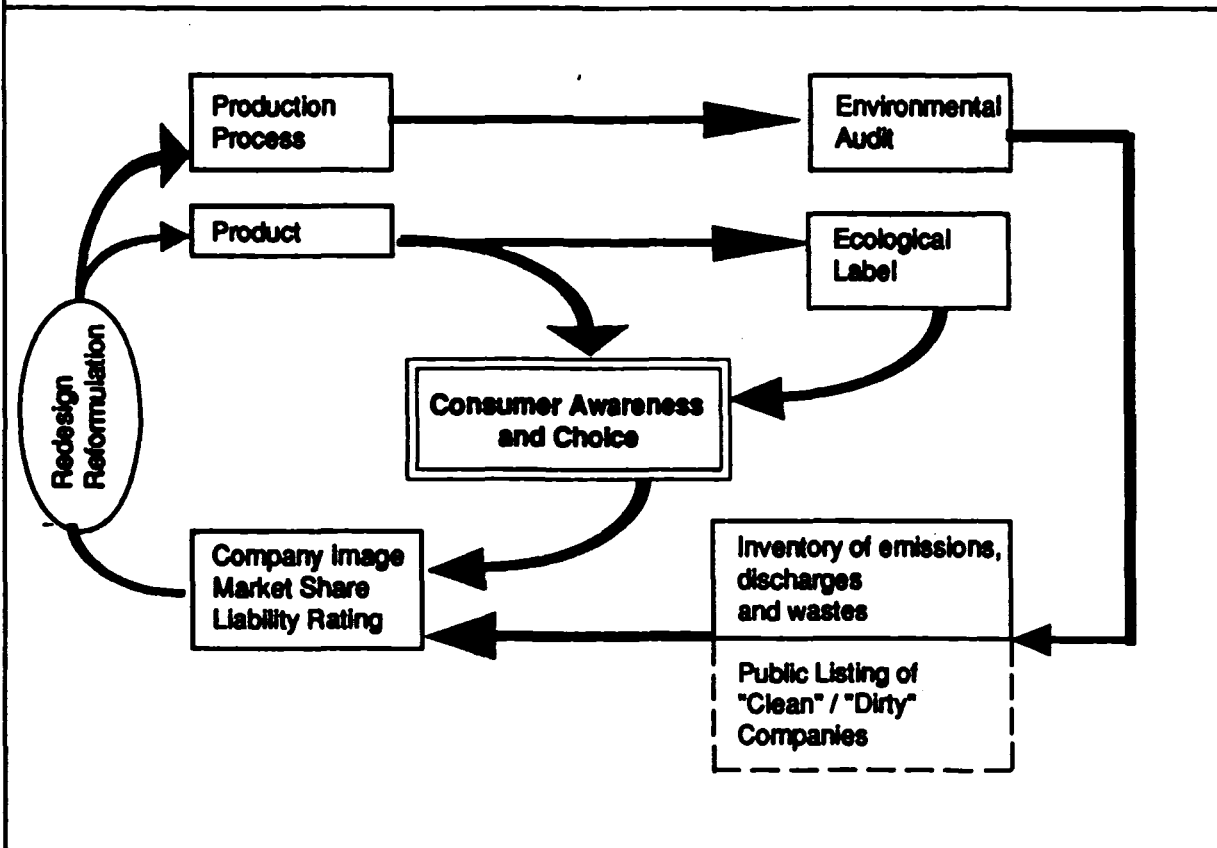 Production
Process
Environmental
Audit
Product
Ecological
Label
Redesign
Reformulation
Consumer Awareness
and Choice
Company Image
Market Share
Liability Rating
Inventory of emissions,
discharges
and wastes
Public Listing of
"Clean" / "Dirty"
Companies